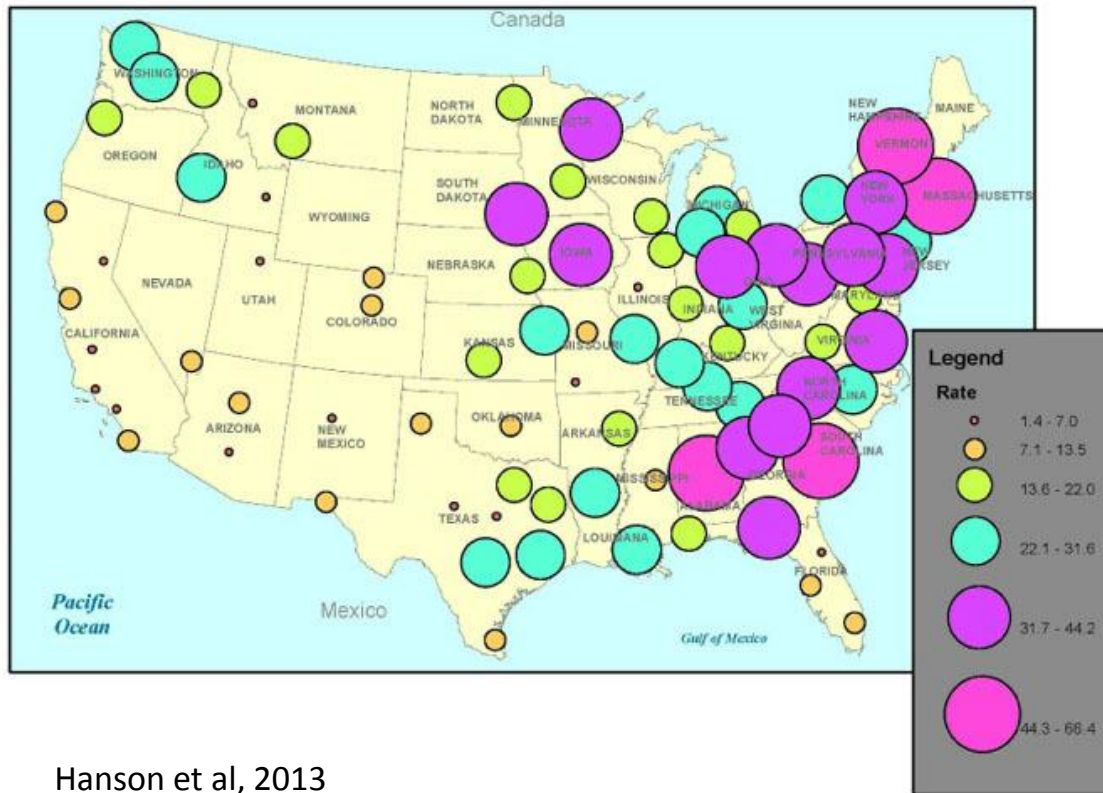 Canada
WASHINGTON
MONTANA
NORTH
DAKOTA
MINNESOTA
NEW
HAMPSHIRE
MAINE
VERMONT
OREGON
IDAHO
SOUTH
DAKOTA
WISCONSIN
MICHIGAN
NEW
YORK
MASSACHUSETTS
WYOMING
IOWA
PENNSYLVANIA
NEW
JERSEY
NEBRASKA
NEVADA
UTAH
COLORADO
ILLINOIS
INDIANA
OHIO
WEST
VIRGINIA
MARYLAND
CALIFORNIA
KANSAS
MISSOURI
KENTUCKY
VIRGINIA
ARIZONA
NEW
MEXICO
OKLAHOMA
ARKANSAS
TENNESSEE
NORTH
CAROLINA
SOUTH
CAROLINA
TEXAS
LOUISIANA
MISSISSIPPI
ALABAMA
GEORGIA
FLORIDA
Pacific
Ocean
Mexico
Gulf of Mexico
Legend
Rate
1.4 - 7.0
7.1 - 13.5
13.6 - 22.0
22.1 - 31.6
31.7 - 44.2
44.3 - 66.4
Hanson et al, 2013